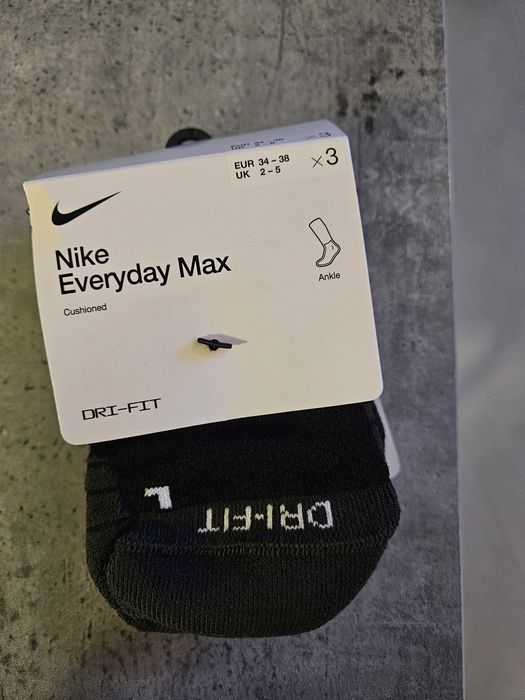 EUR 34-38
UK 2-5
×3
Nike
Everyday Max
Cushioned
Ankle
DRI-FIT
L
DRI-FIT